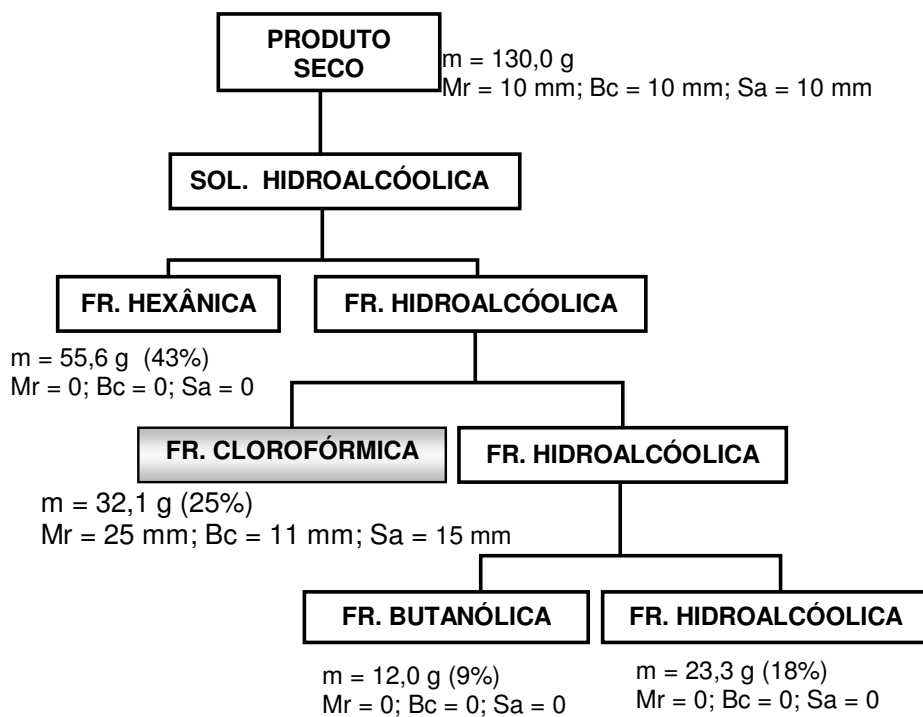 PRODUTO
SECO
m = 130,0 g
Mr = 10 mm; Bc = 10 mm; Sa = 10 mm
SOL. HIDROALCÓOLICA
FR. HEXÂNICA
FR. HIDROALCÓOLICA
m = 55,6 g (43%)
Mr = 0; Bc = 0; Sa = 0
FR. CLOROFÓRMICA
FR. HIDROALCÓOLICA
m = 32,1 g (25%)
Mr = 25 mm; Bc = 11 mm; Sa = 15 mm
FR. BUTANÓLICA
FR. HIDROALCÓOLICA
m = 12,0 g (9%)
Mr = 0; Bc = 0; Sa = 0
m = 23,3 g (18%)
Mr = 0; Bc = 0; Sa = 0